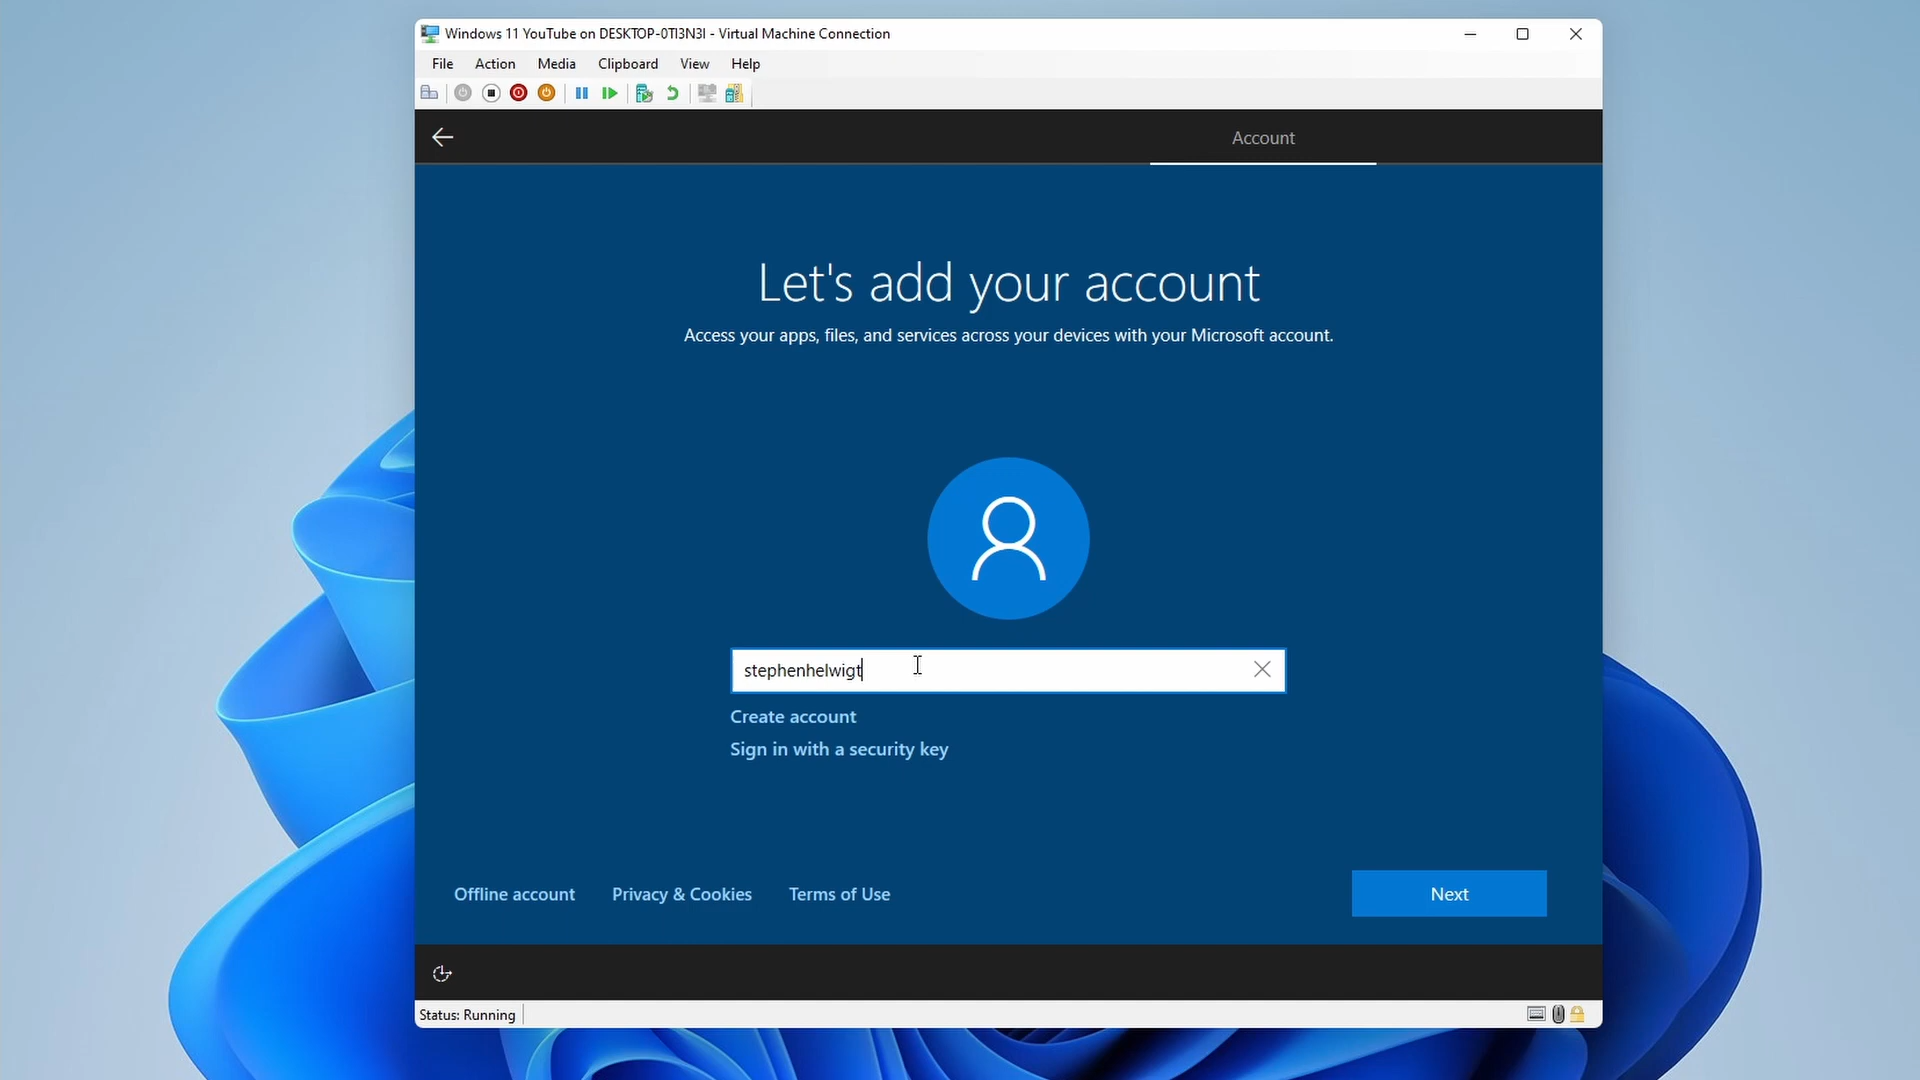 Windows 11 YouTube on DESKTOP-0TI3N3I - Virtual Machine Connection
File Action Media Clipboard View Help
Account
Let's add your account
Access your apps, files, and services across your devices with your Microsoft account.
stephenhelwigt
Create account
Sign in with a security key
Offline account Privacy & Cookies Terms of Use Next
Status: Running